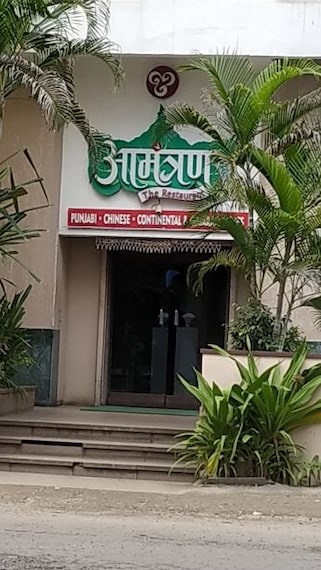 आमंत्रण
The Restaurant
PUNJABI • CHINESE • CONTINENTAL &